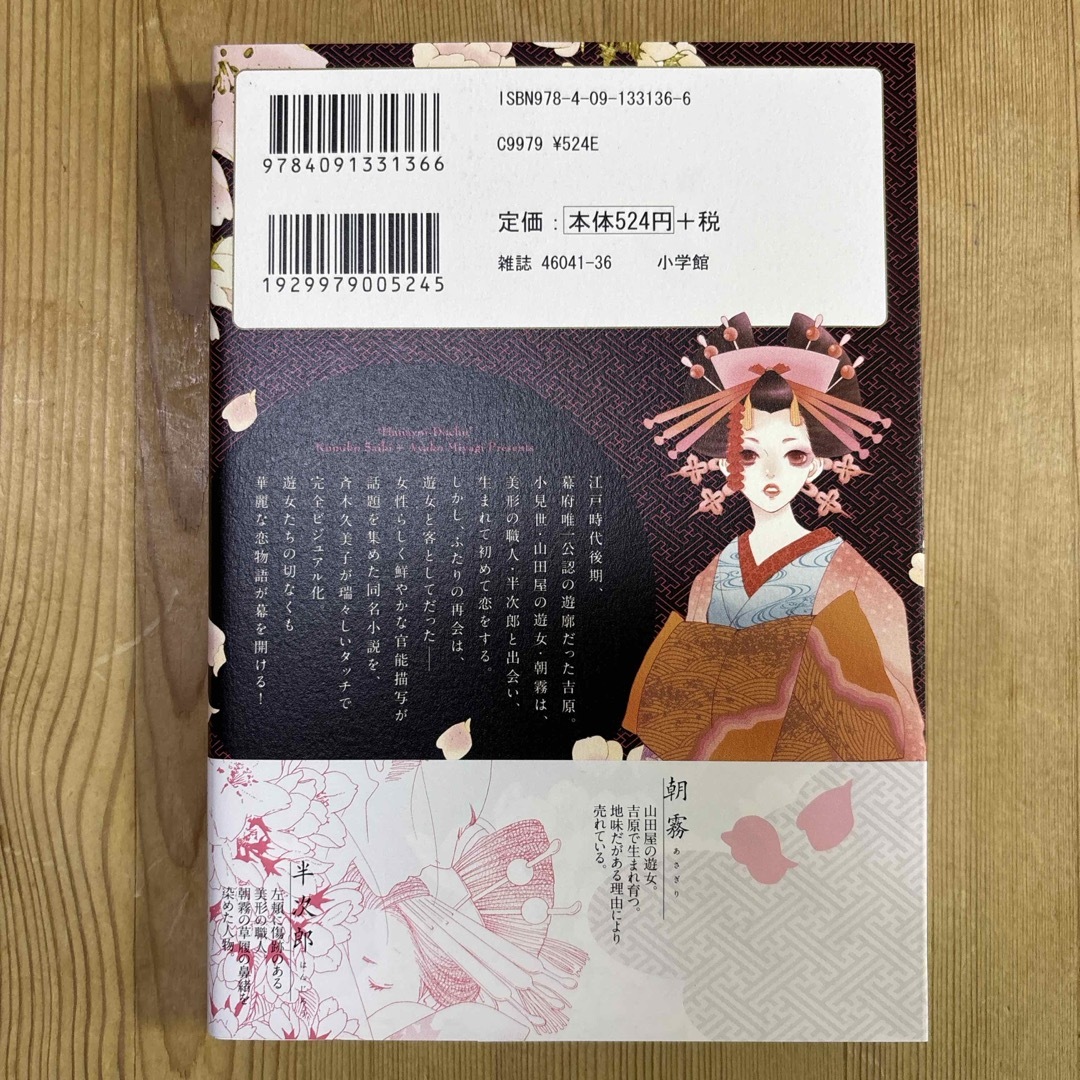 ISBN978-4-09-133136-6
9784091331366
C9979 ¥524E
定価：本体524円＋税
1929979005245
雑誌 46041-36 小学館
"Hanayoi-Dochu"
Kumiko Saiki + Ayako Miyagi Presents
江戸時代後期、
幕府唯一公認の遊廓だった吉原。
小見世・山田屋の遊女・朝霧は、
美形の職人・半次郎と出会い、
生まれて初めて恋をする。
しかし、ふたりの再会は、
遊女と客としてだった――
女性らしく鮮やかな官能描写が
話題を集めた同名小説を、
斉木久美子が瑞々しいタッチで
完全ビジュアル化
遊女たちの切なくも
華麗な恋物語が幕を開ける！
朝霧
あさぎり
山田屋の遊女。
吉原で生まれ育つ。
地味だがある理由により
売れている。
半次郎
はんじろう
左頬に傷跡のある
美形の職人
朝霧の草履の鼻緒を
染めた人物。